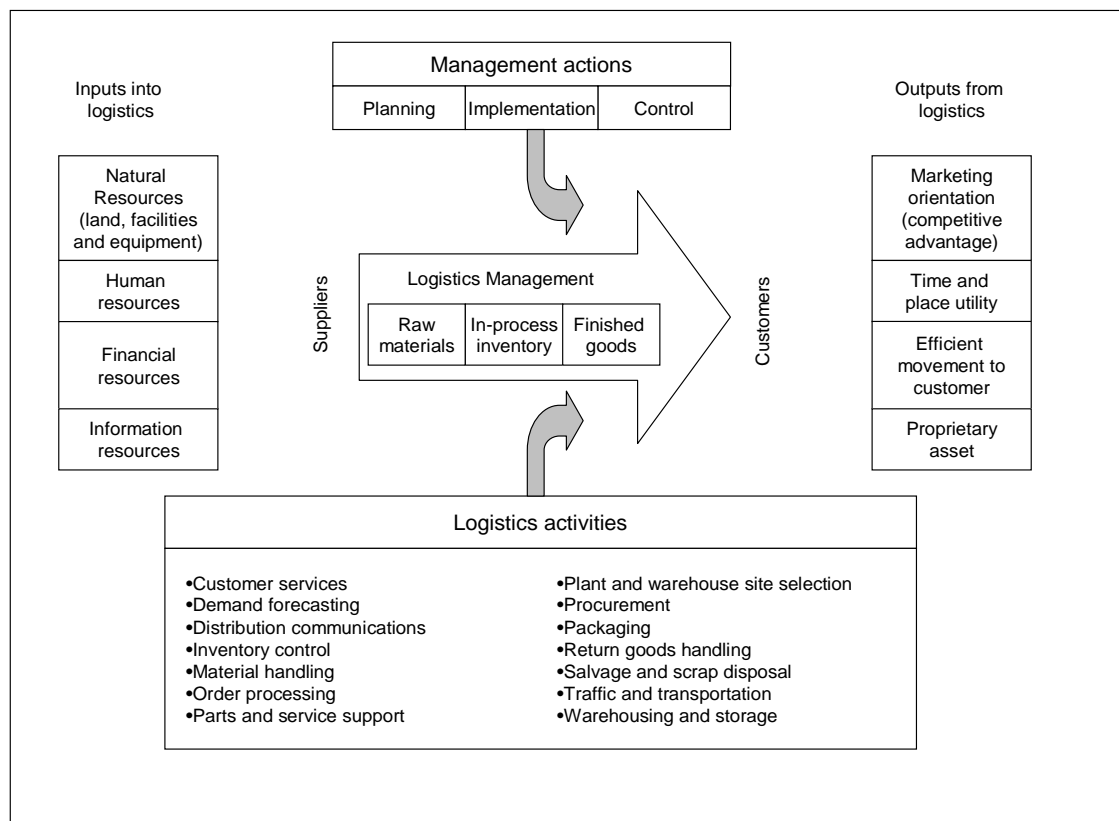 Management actions
Planning
Implementation
Control
Inputs into
logistics
Natural
Resources
(land, facilities
and equipment)
Human
resources
Financial
resources
Information
resources
Suppliers
Logistics Management
Raw
materials
In-process
inventory
Finished
goods
Customers
Outputs from
logistics
Marketing
orientation
(competitive
advantage)
Time and
place utility
Efficient
movement to
customer
Proprietary
asset
Logistics activities
•Customer services
•Demand forecasting
•Distribution communications
•Inventory control
•Material handling
•Order processing
•Parts and service support
•Plant and warehouse site selection
•Procurement
•Packaging
•Return goods handling
•Salvage and scrap disposal
•Traffic and transportation
•Warehousing and storage